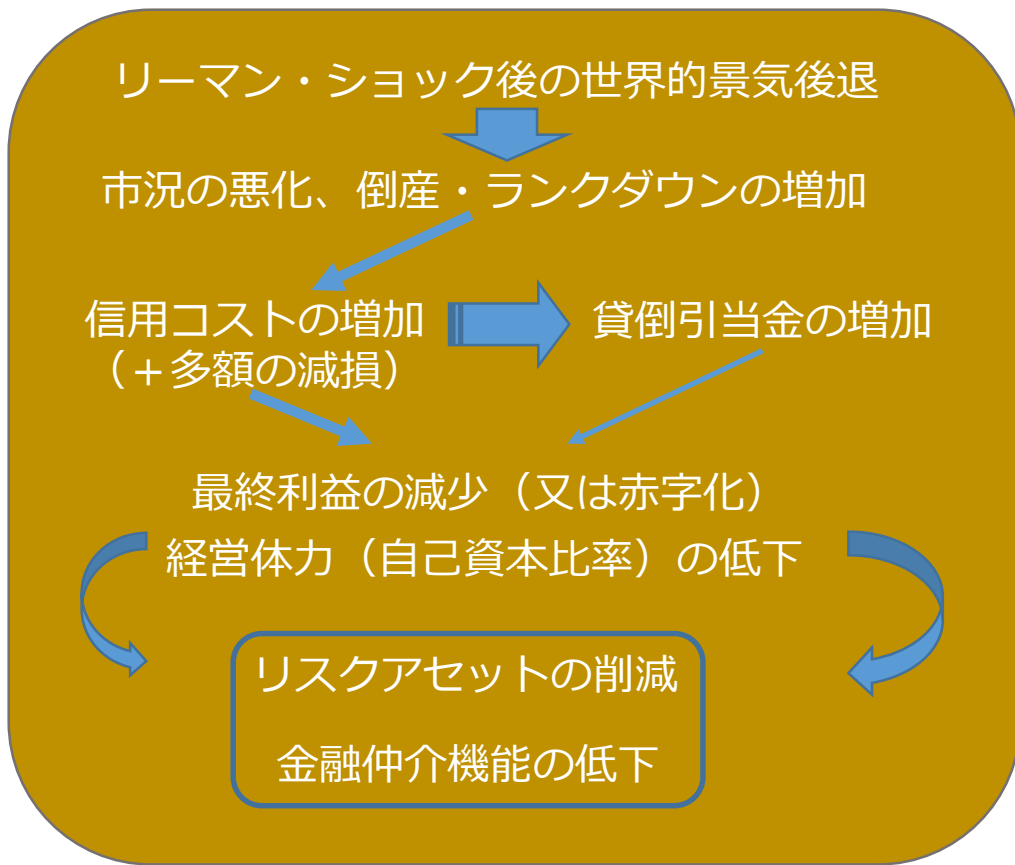 リーマン・ショック後の世界的景気後退
市況の悪化、倒産・ランクダウンの増加
信用コストの増加
（＋多額の減損）
貸倒引当金の増加
最終利益の減少（又は赤字化）
経営体力（自己資本比率）の低下
リスクアセットの削減
金融仲介機能の低下